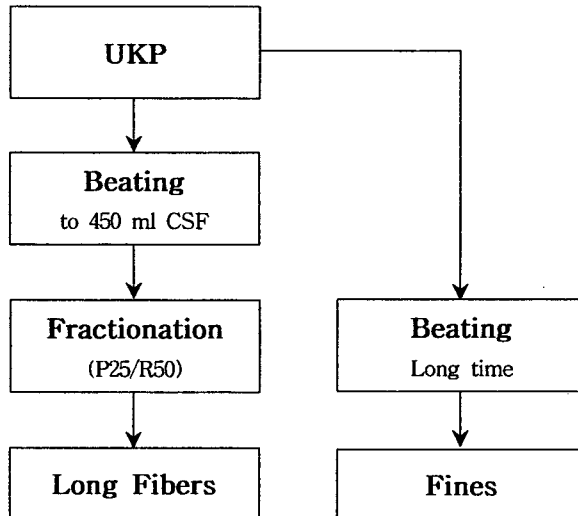 UKP
Beating
to 450 ml CSF
Fractionation
(P25/R50)
Long Fibers
Beating
Long time
Fines